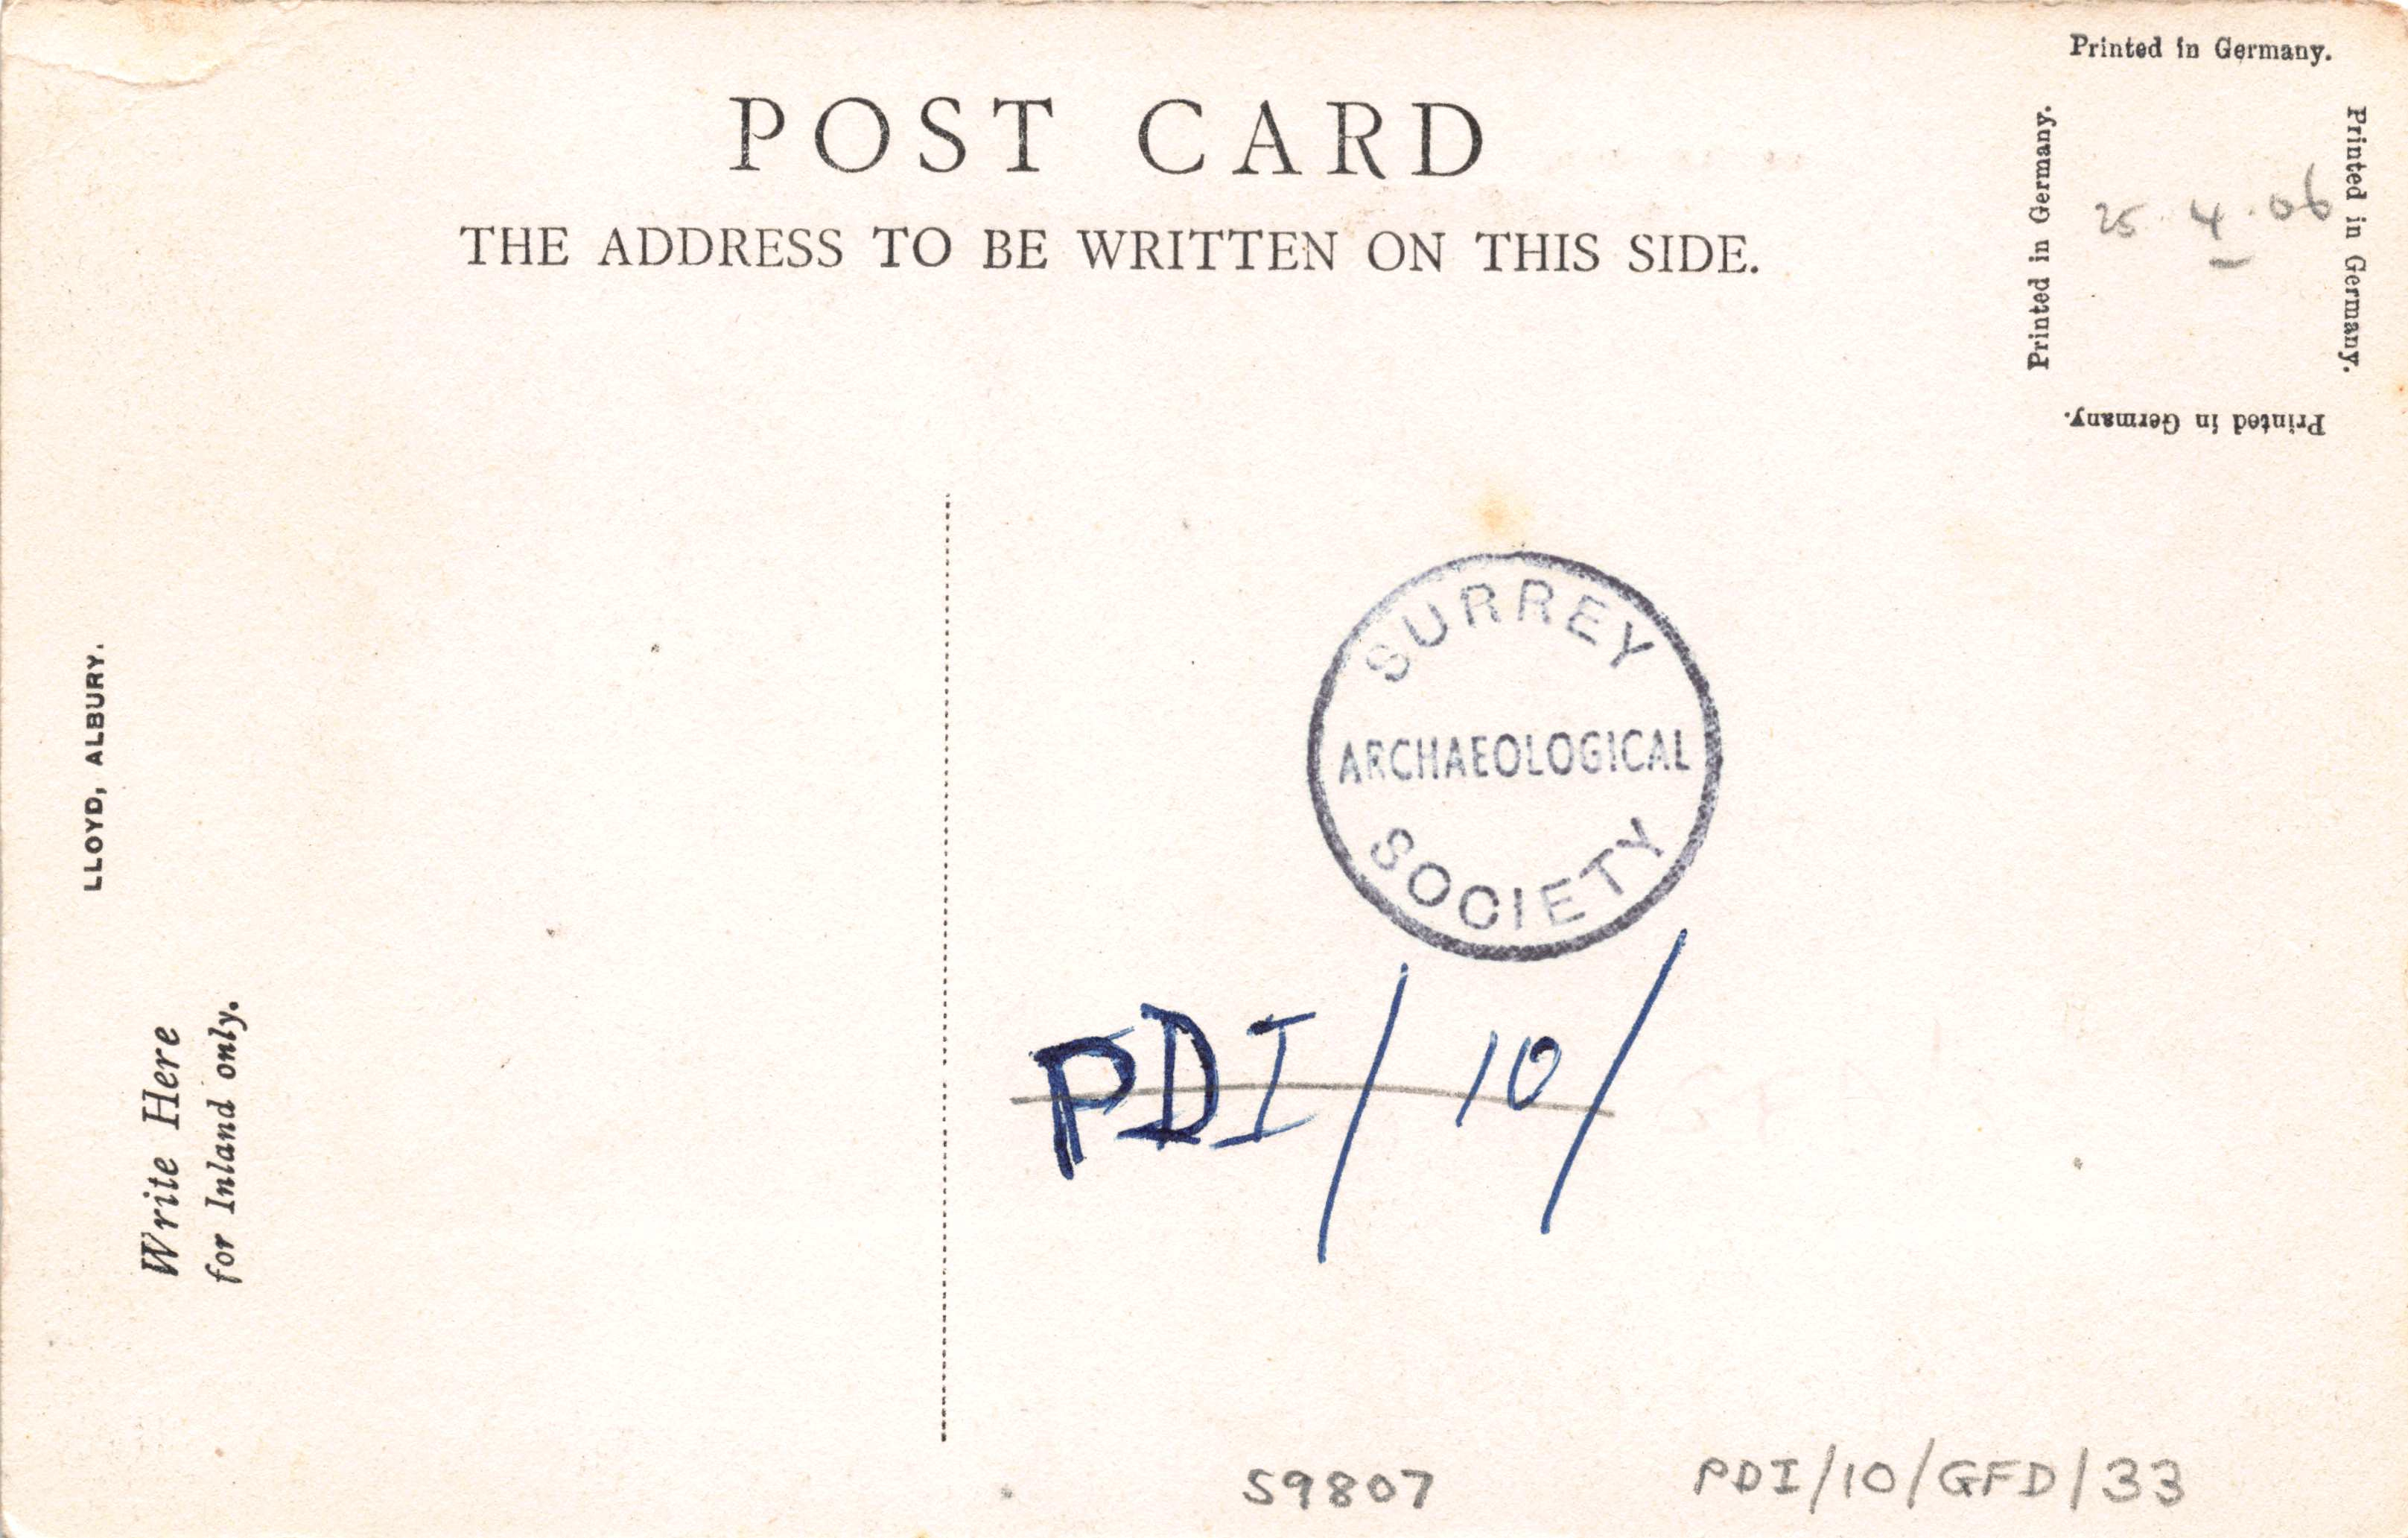 Printed in Germany.
Printed in Germany.
Printed in Germany.
Printed in Germany.
25.4.06
POST CARD
THE ADDRESS TO BE WRITTEN ON THIS SIDE.
LLOYD, ALBURY.
Write Here
for Inland only.
SURREY
ARCHAEOLOGICAL
SOCIETY
PDI/10/
59807
PDI/10/GFD/33